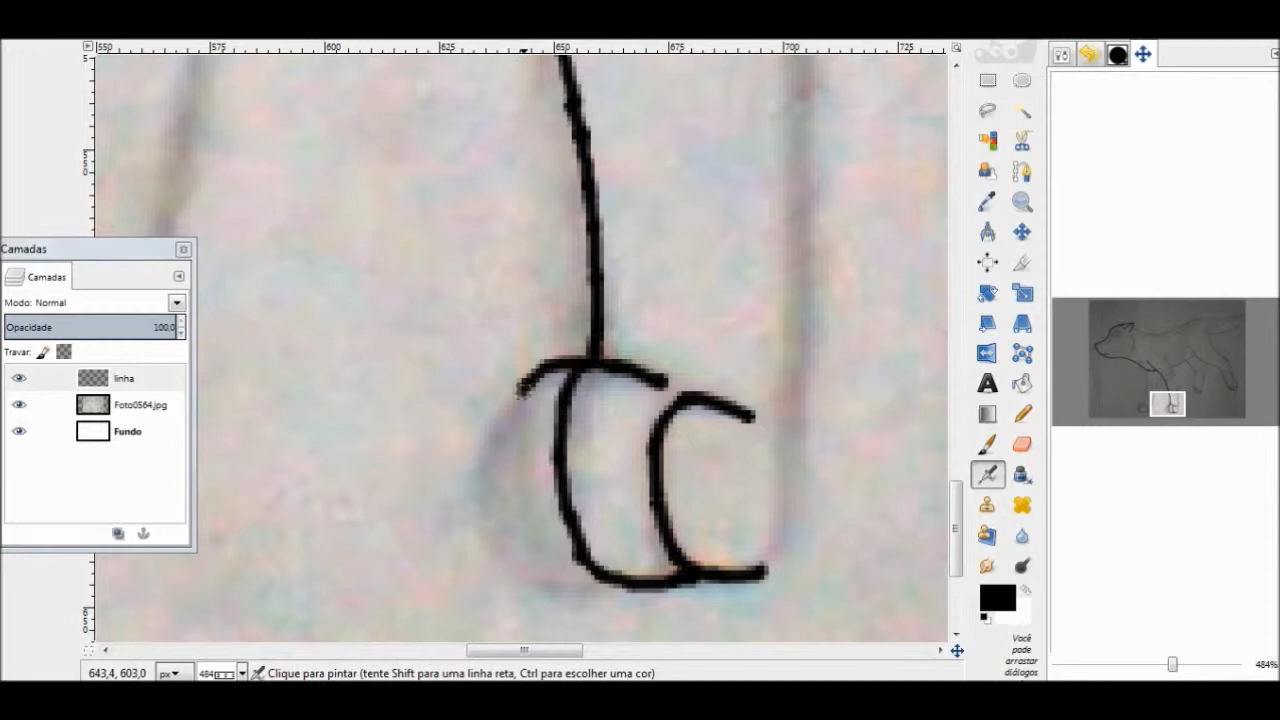 550 575 600 625 650 675 700 725
Camadas
Camadas
Modo: Normal
Opacidade 100,0
Travar:
linha
Foto0564.jpg
Fundo
Você
pode
arrastar
diálogos
643,4, 603,0 px 484 Clique para pintar (tente Shift para uma linha reta, Ctrl para escolher uma cor)
484%